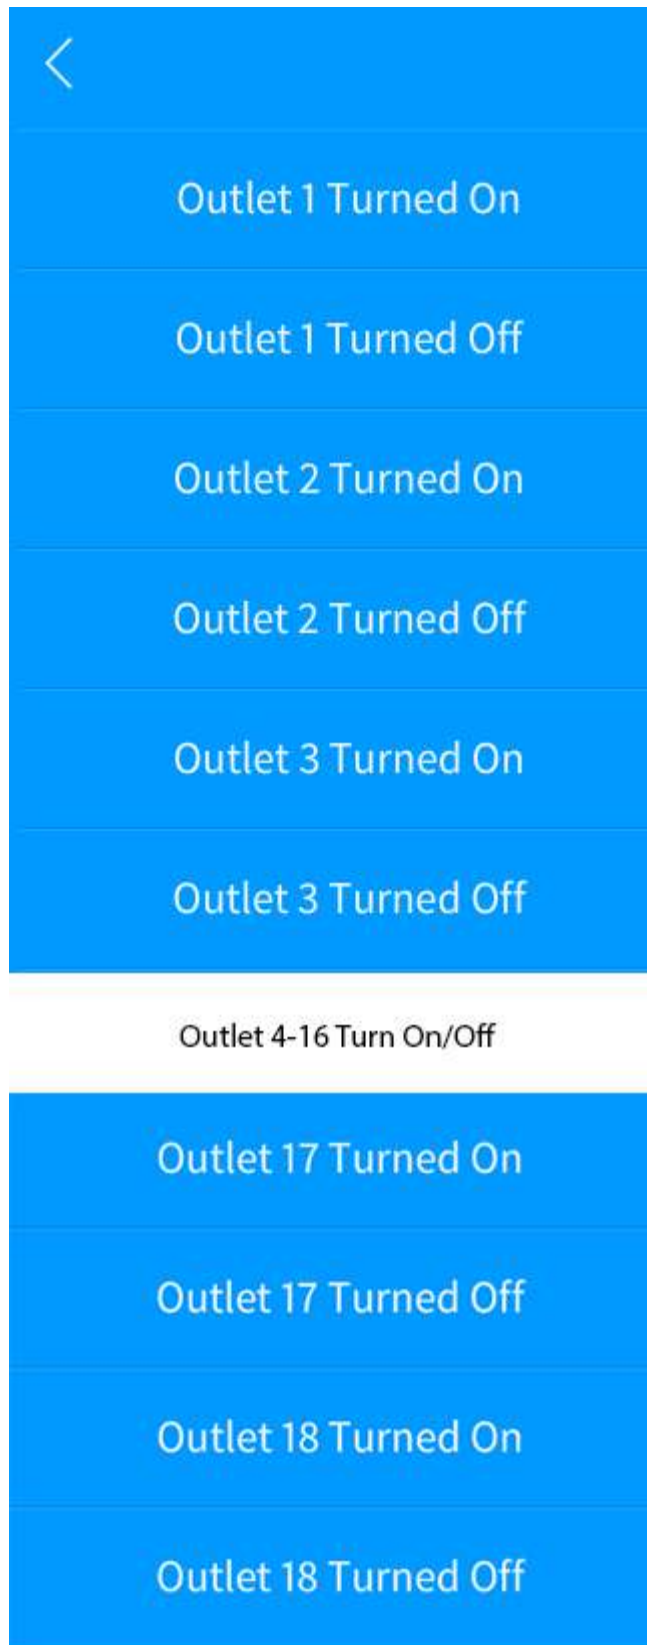 Outlet 1 Turned On
Outlet 1 Turned Off
Outlet 2 Turned On
Outlet 2 Turned Off
Outlet 3 Turned On
Outlet 3 Turned Off
Outlet 4-16 Turn On/Off
Outlet 17 Turned On
Outlet 17 Turned Off
Outlet 18 Turned On
Outlet 18 Turned Off